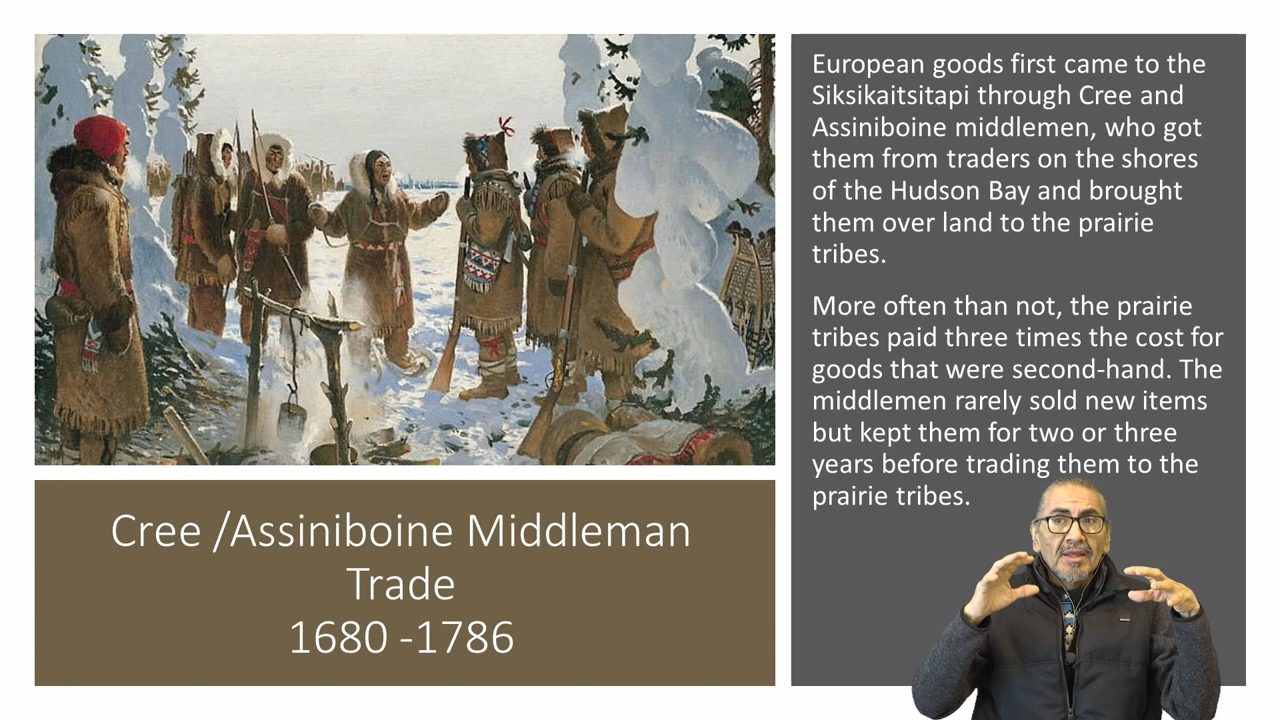 European goods first came to the
Siksikaitsitapi through Cree and
Assiniboine middlemen, who got
them from traders on the shores
of the Hudson Bay and brought
them over land to the prairie
tribes.
More often than not, the prairie
tribes paid three times the cost for
goods that were second-hand. The
middlemen rarely sold new items
but kept them for two or three
years before trading them to the
prairie tribes.
Cree /Assiniboine Middleman
Trade
1680 -1786